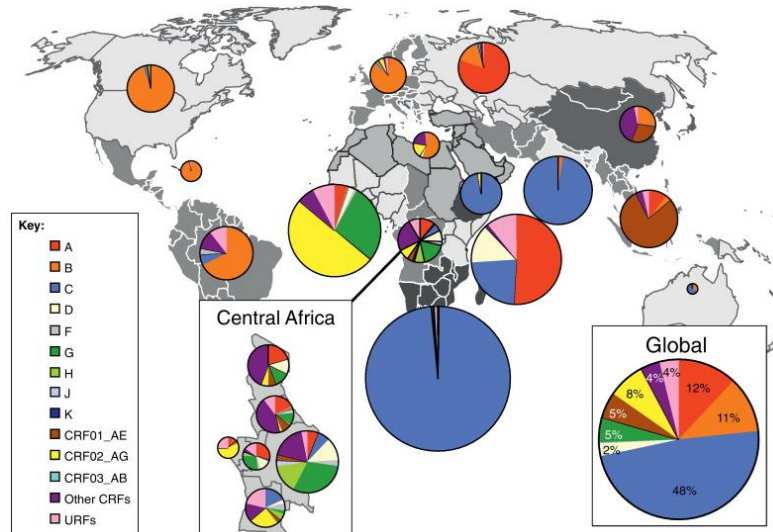 Key:
A
B
C
D
F
G
H
J
K
CRF01_AE
CRF02_AG
CRF03_AB
Other CRFs
URFs
Central Africa
Global
4%
4%
12%
8%
11%
5%
5%
2%
48%